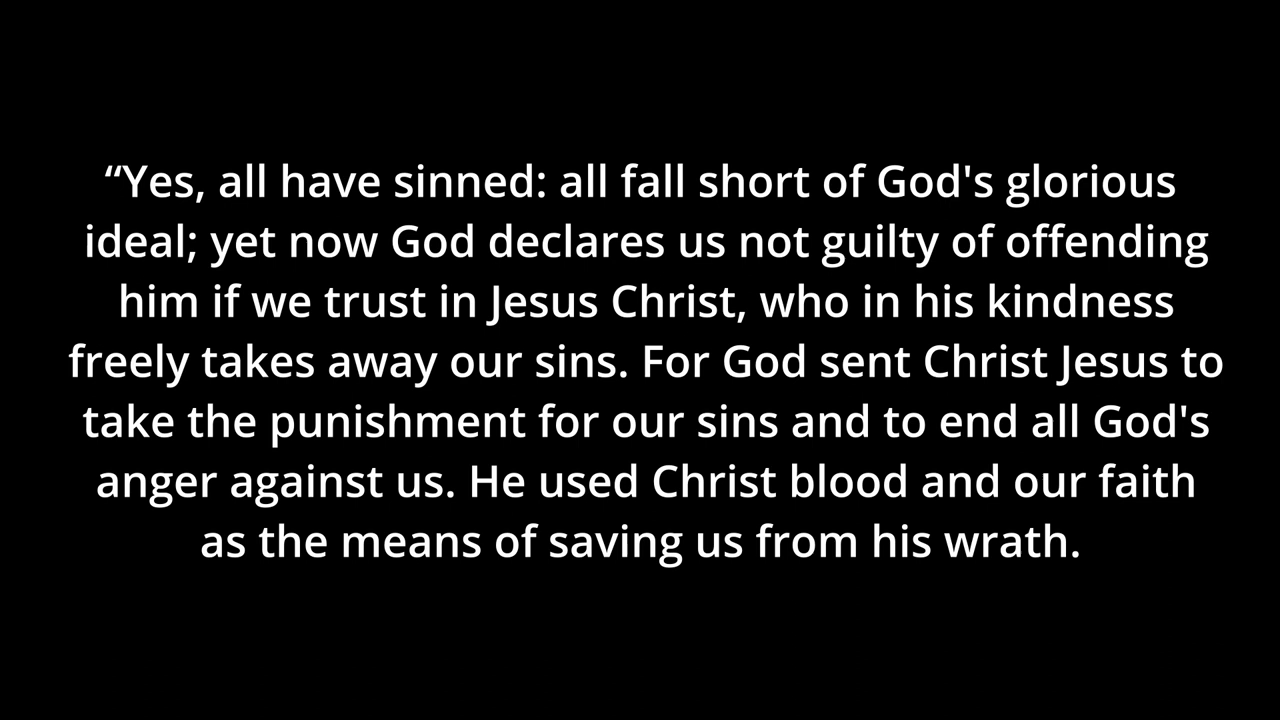 “Yes, all have sinned: all fall short of God's glorious
ideal; yet now God declares us not guilty of offending
him if we trust in Jesus Christ, who in his kindness
freely takes away our sins. For God sent Christ Jesus to
take the punishment for our sins and to end all God's
anger against us. He used Christ blood and our faith
as the means of saving us from his wrath.